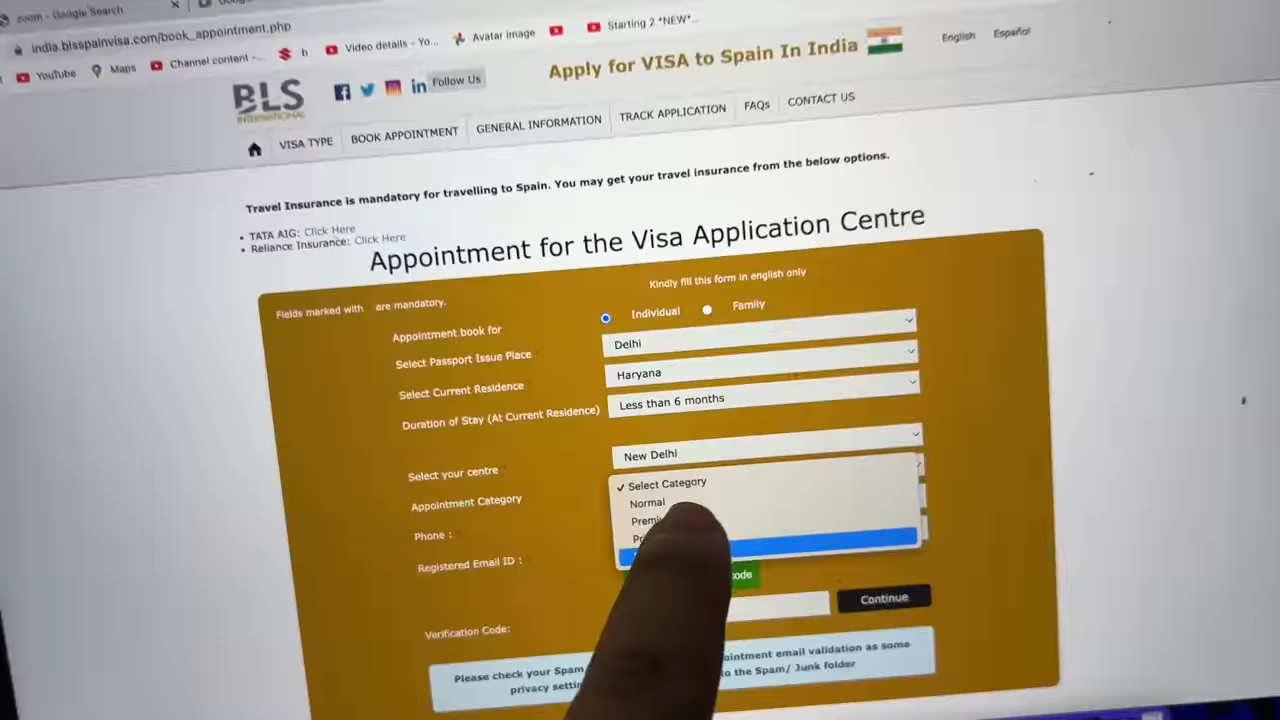 zoom - Google Search
india.blsspainvisa.com/book_appointment.php
YouTube
Maps
Channel content -...
b
Video details - Yo...
Avatar image
Starting 2 *NEW*...
BLS
INTERNATIONAL
Follow Us
Apply for VISA to Spain In India
English
Español
VISA TYPE
BOOK APPOINTMENT
GENERAL INFORMATION
TRACK APPLICATION
FAQs
CONTACT US
Travel Insurance is mandatory for travelling to Spain. You may get your travel insurance from the below options.
• TATA AIG: Click Here
• Reliance Insurance: Click Here
Appointment for the Visa Application Centre
Kindly fill this form in english only
Fields marked with are mandatory.
Appointment book for
Individual
Family
Select Passport Issue Place
Delhi
Select Current Residence
Haryana
Duration of Stay (At Current Residence)
Less than 6 months
Select your centre
New Delhi
Appointment Category
✓ Select Category
Normal
Phone :
Registered Email ID :
Verification Code:
Continue
Please check your Spam/
ointment email validation as some
to the Spam/ Junk folder